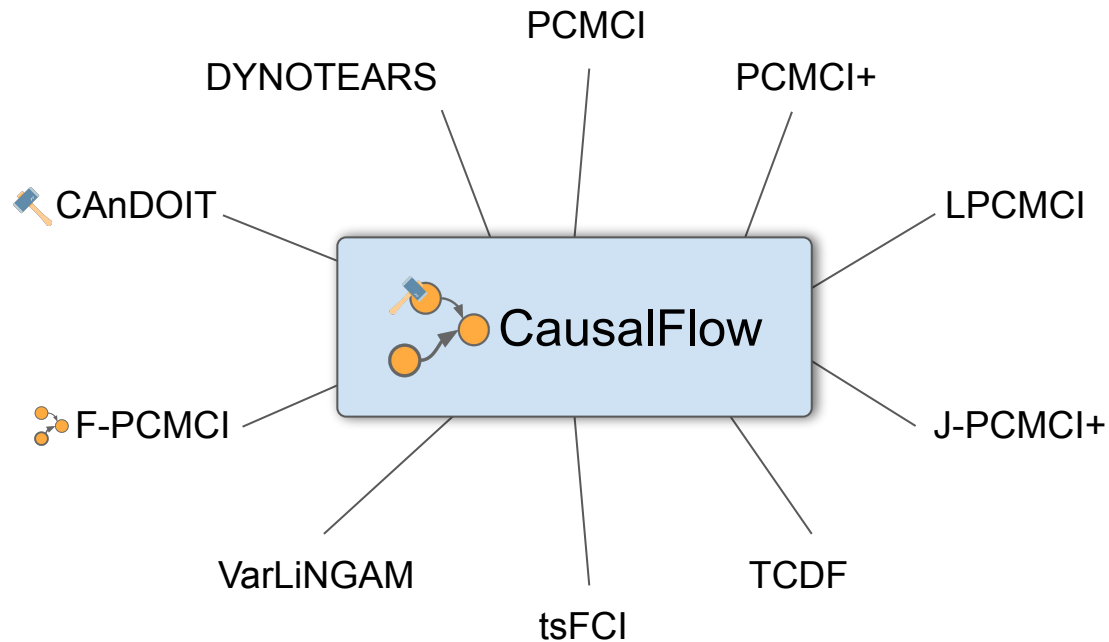 PCMCI
DYNOTEARS
PCMCI+
CAnDOIT
LPCMCI
CausalFlow
F-PCMCI
J-PCMCI+
VarLiNGAM
TCDF
tsFCI